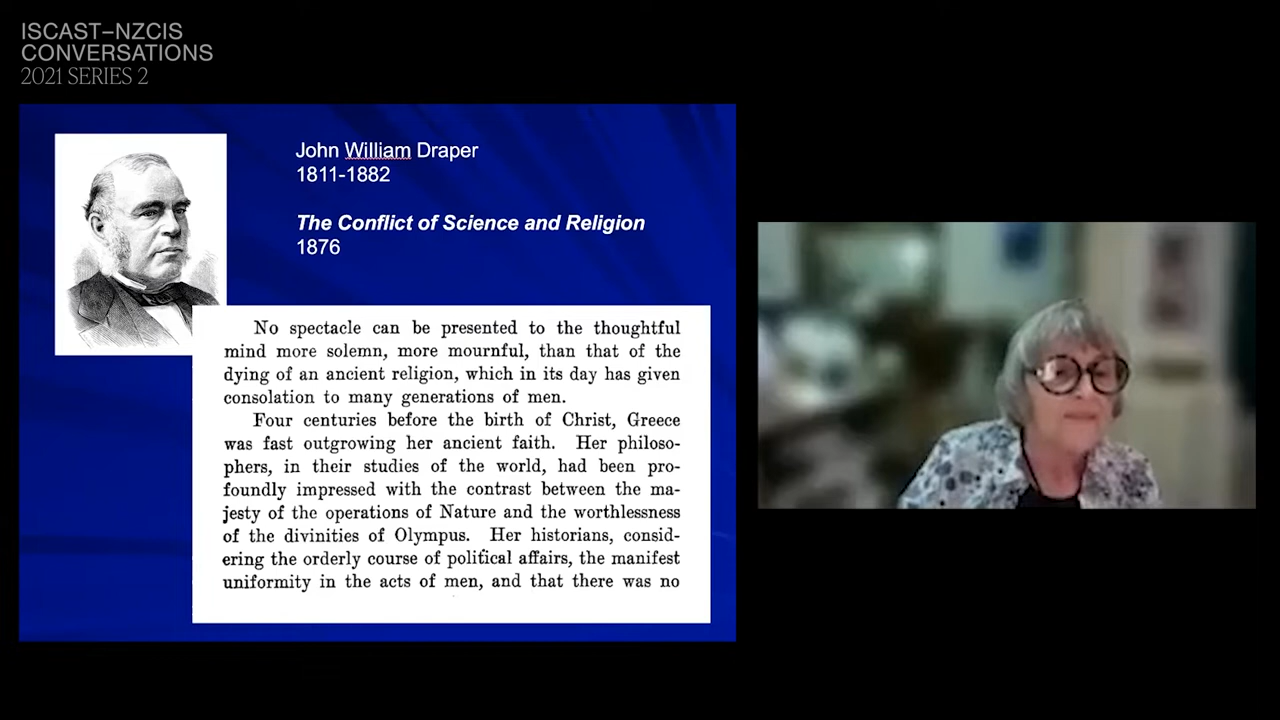 ISCAST–NZCIS
CONVERSATIONS
2021 SERIES 2
John William Draper
1811-1882
The Conflict of Science and Religion
1876
No spectacle can be presented to the thoughtful
mind more solemn, more mournful, than that of the
dying of an ancient religion, which in its day has given
consolation to many generations of men.
Four centuries before the birth of Christ, Greece
was fast outgrowing her ancient faith. Her philoso-
phers, in their studies of the world, had been pro-
foundly impressed with the contrast between the ma-
jesty of the operations of Nature and the worthlessness
of the divinities of Olympus. Her historians, consid-
ering the orderly course of political affairs, the manifest
uniformity in the acts of men, and that there was no